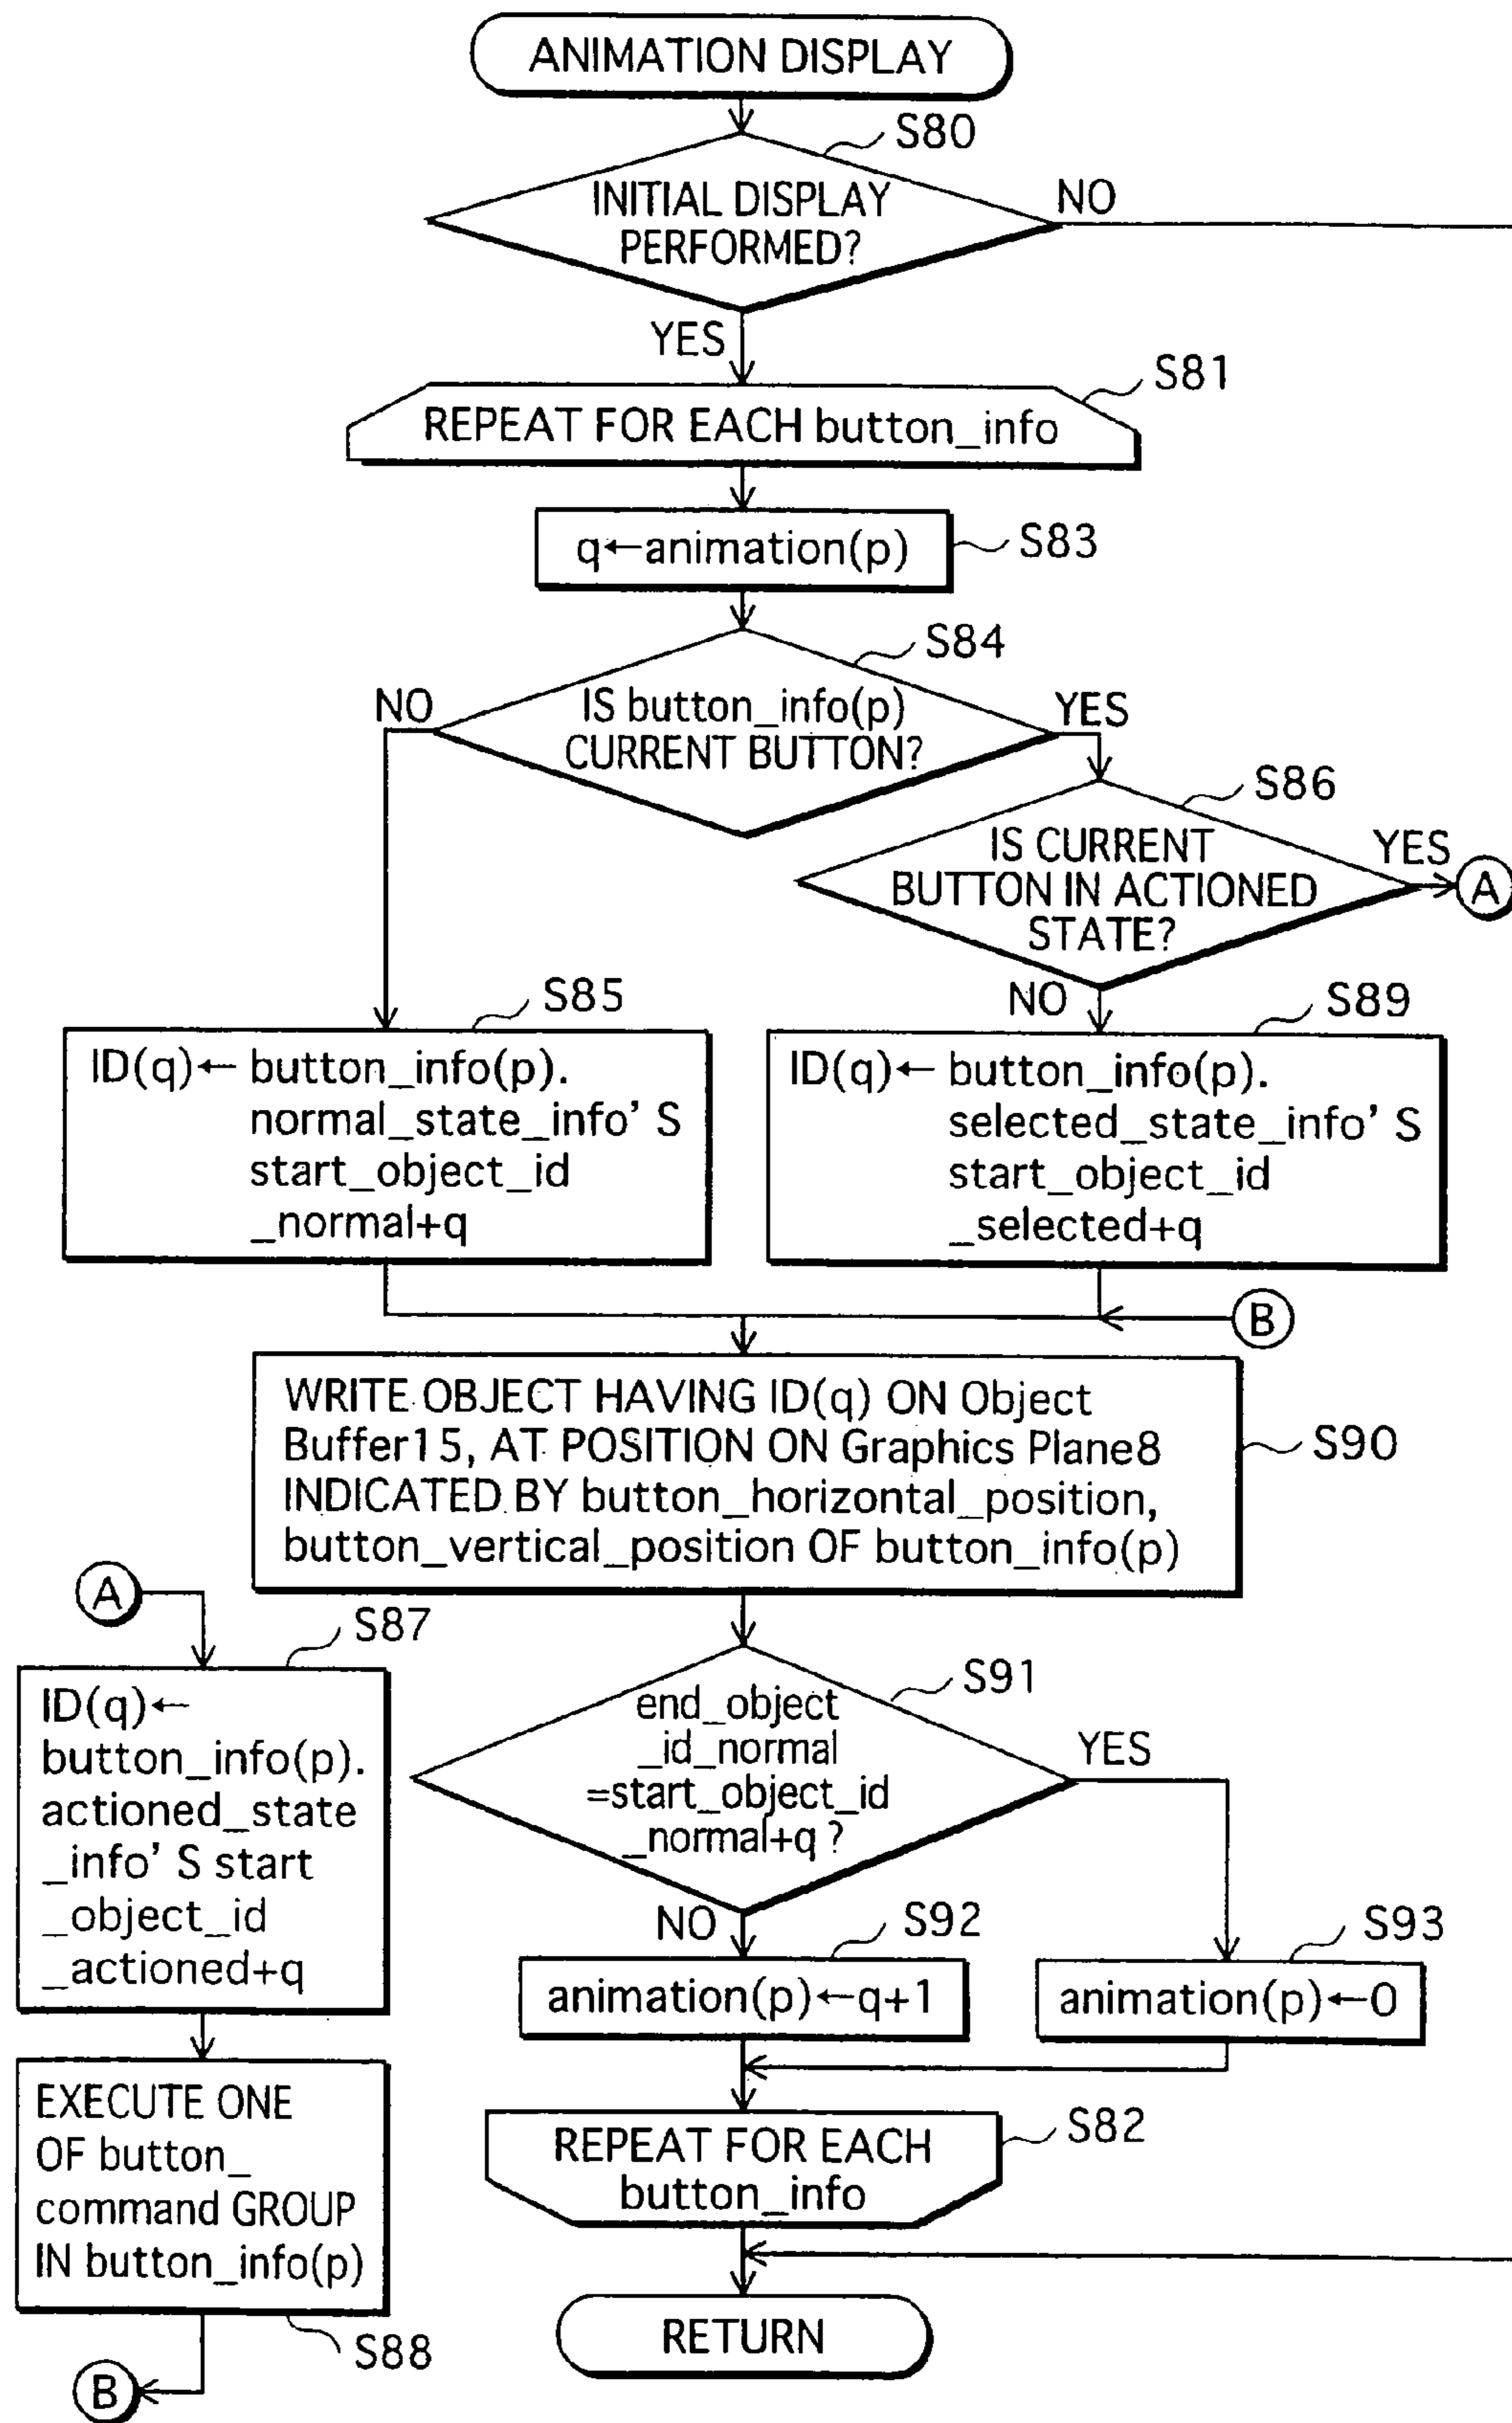 ANIMATION DISPLAY
S80
INITIAL DISPLAY
PERFORMED?
NO
YES
S81
REPEAT FOR EACH button_info
q←animation(p)
S83
S84
NO
IS button_info(p)
CURRENT BUTTON?
YES
S86
IS CURRENT
BUTTON IN ACTIONED
STATE?
YES
A
NO
S85
ID(q)← button_info(p).
normal_state_info' S
start_object_id
_normal+q
S89
ID(q)← button_info(p).
selected_state_info' S
start_object_id
_selected+q
B
WRITE OBJECT HAVING ID(q) ON Object
Buffer15, AT POSITION ON Graphics Plane8
INDICATED BY button_horizontal_position,
button_vertical_position OF button_info(p)
S90
A
S87
ID(q)←
button_info(p).
actioned_state
_info' S start
_object_id
_actioned+q
S91
end_object
_id_normal
=start_object_id
_normal+q ?
YES
NO
S92
animation(p)←q+1
S93
animation(p)←0
EXECUTE ONE
OF button_
command GROUP
IN button_info(p)
S88
B
S82
REPEAT FOR EACH
button_info
RETURN